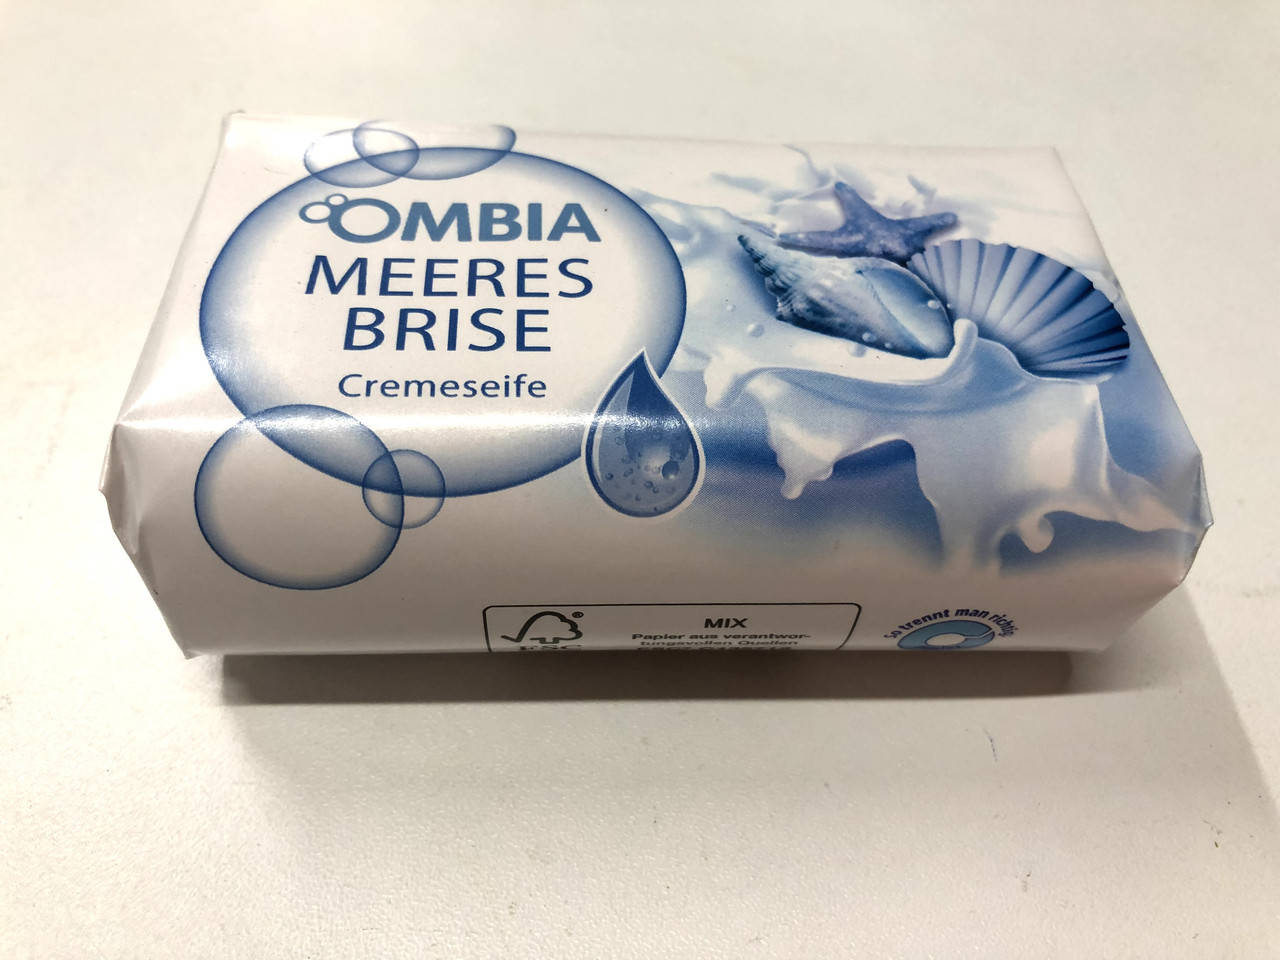 OMBIA
MEERES
BRISE
Cremeseife
FSC
®
MIX
Papier aus verantwor-
tungsvollen Quellen
So trennt man richtig